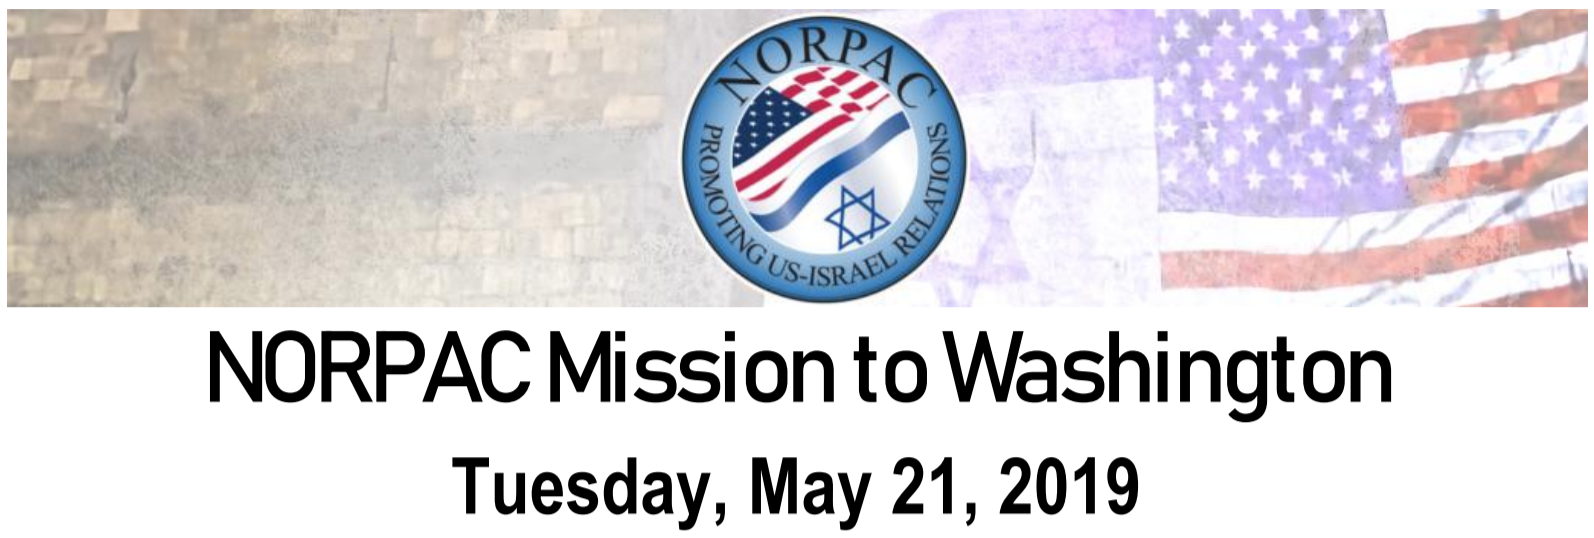 NORPAC
PROMOTING US-ISRAEL RELATIONS
NORPAC Mission to Washington
Tuesday, May 21, 2019